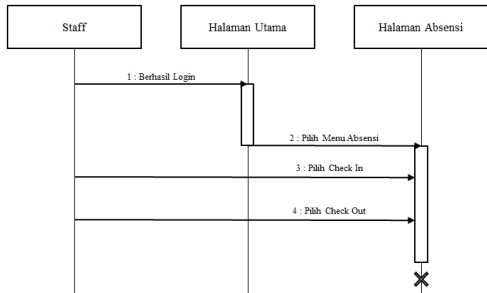 Staff
Halaman Utama
Halaman Absensi
1 : Berhasil Login
2 : Pilih Menu Absensi
3 : Pilih Check In
4 : Pilih Check Out